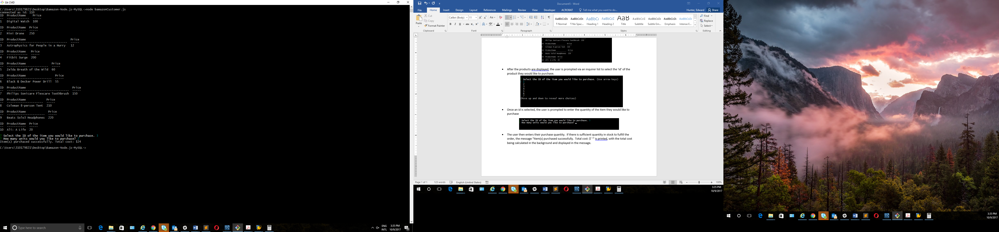 Git CMD
C:\Users\310179821\Desktop\Bamazon-Node.js-MySQL->node bamazonCustomer.js
connected as id: 110
ID  ProductName    Price
--  -------------  -----
1   Digital Watch  100
ID  ProductName  Price
--  -----------  -----
2   Mini Drone   250
ID  ProductName                          Price
--  -----------------------------------  -----
3   Astrophysics for People in a Hurry   12
ID  ProductName   Price
--  ------------  -----
4   Fitbit Surge  200
ID  ProductName               Price
--  ------------------------  -----
5   Zelda Breath of the Wild  60
ID  ProductName                 Price
--  --------------------------  -----
6   Black & Decker Power Drill  55
ID  ProductName                           Price
--  ------------------------------------  -----
7   Philips Sonicare Flexcare Toothbrush  150
ID  ProductName            Price
--  ---------------------  -----
8   Coleman 8-person Tent  210
ID  ProductName             Price
--  ----------------------  -----
9   Beats Solo3 Headphones  220
ID  ProductName  Price
--  -----------  -----
10  Ali: A Life  20
? Select the ID of the item you would like to purchase. 3
? How many units would you like to purchase? 2
Item(s) purchased successfully. Total cost: $24
C:\Users\310179821\Desktop\Bamazon-Node.js-MySQL->
Type here to search
ENG
INTL
3:35 PM
10/9/2017
Document5 - Word
File Home Insert Design Layout References Mailings Review View Developer ACROBAT Tell me what you want to do...
Hunter, Edward Share
Paste
Cut
Copy
Format Painter
Clipboard
Calibri (Body) 11
Font
Paragraph
AaBbCcDc AaBbCcDc AaBbCc AaBbCcC AaB AaBbCcC AaBbCcDc AaBbCcDc AaBbCcDc
¶ Normal ¶ No Spac... Heading 1 Heading 2 Title Subtitle Subtle Em... Emphasis Intense E...
Styles
Find
Replace
Select
Editing
7 Philips Sonicare Flexcare Toothbrush 150
ID ProductName Price
8 Coleman 8-person Tent 210
ID ProductName Price
9 Beats Solo3 Headphones 220
ID ProductName Price
10 Ali: A Life 20
• After the products are displayed, the user is prompted via an inquirer list to select the ‘id’ of the
product they would like to purchase.
? Select the ID of the item you would like to purchase. (Use arrow keys)
> 1
2
3
4
5
6
7
(Move up and down to reveal more choices)
• Once an id is selected, the user is prompted to enter the quantity of the item they would like to
purchase
? Select the ID of the item you would like to purchase. 3
? How many units would you like to purchase?
• The user then enters their purchase quantity.  If there is sufficient quantity in stock to fulfill the
order, the message “Item(s) purchased successfully.  Total cost: $‘ ‘” is printed, with the total cost
being calculated in the background and displayed in the message.
Page 1 of 1 123 words English (United States)
100%
3:35 PM
10/9/2017
3:35 PM
10/9/2017